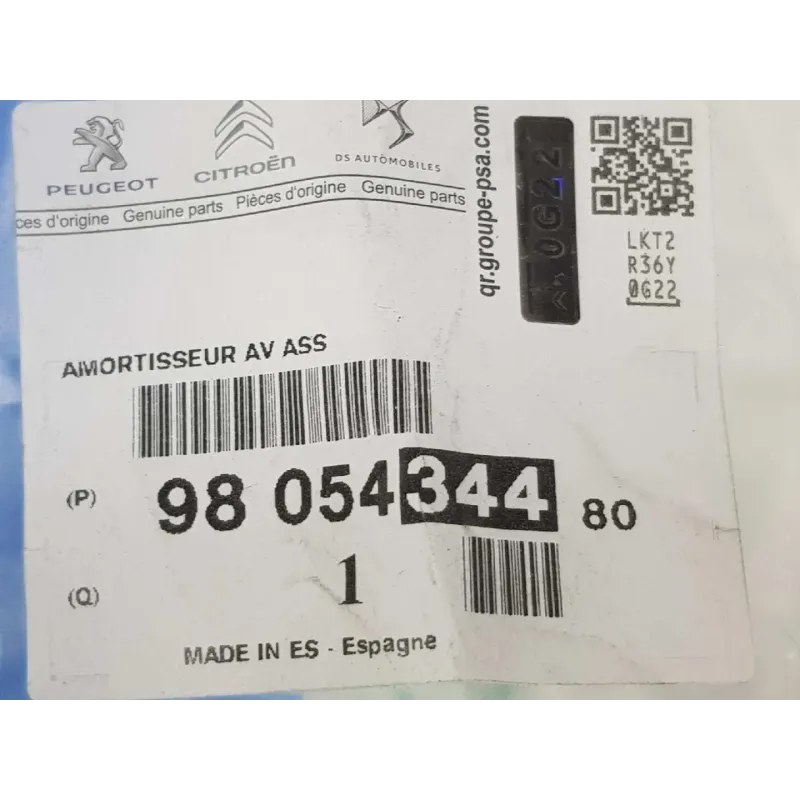 PEUGEOT
CITROËN
DS AUTOMOBILES
ces d'origine Genuine parts Pièces d'origine Genuine parts
qr.groupe-psa.com
0G22
LKT2
R36Y
0G22
AMORTISSEUR AV ASS
(P) 98 054344 80
(Q) 1
MADE IN ES - Espagne